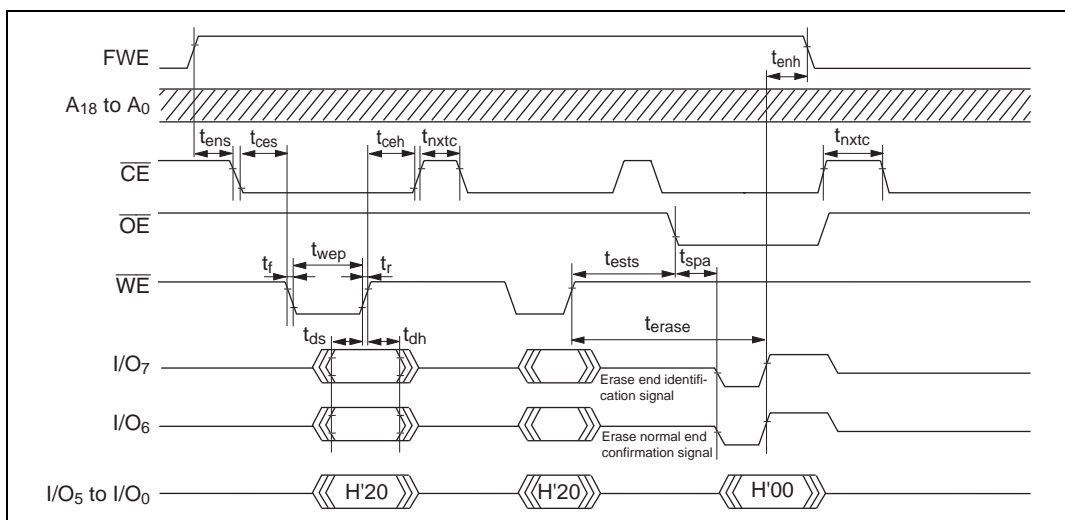 FWE
tenh
A18 to A0
tens tces tceh tnxtc tnxtc
CE
OE
twep
tf tr tests tspa
WE
terase
tds tdh
I/O7
Erase end identifi-
cation signal
I/O6
Erase normal end
confirmation signal
I/O5 to I/O0 H'20 H'20 H'00